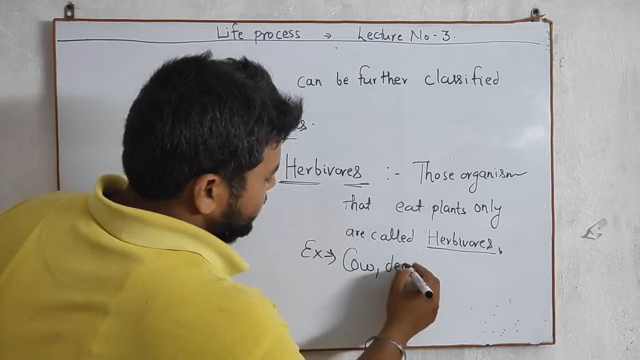 Life process → Lecture No-3.
can be further classified
Herbivores :- Those organism
that eat plants only
are called Herbivores.
Ex→ Cow, dee